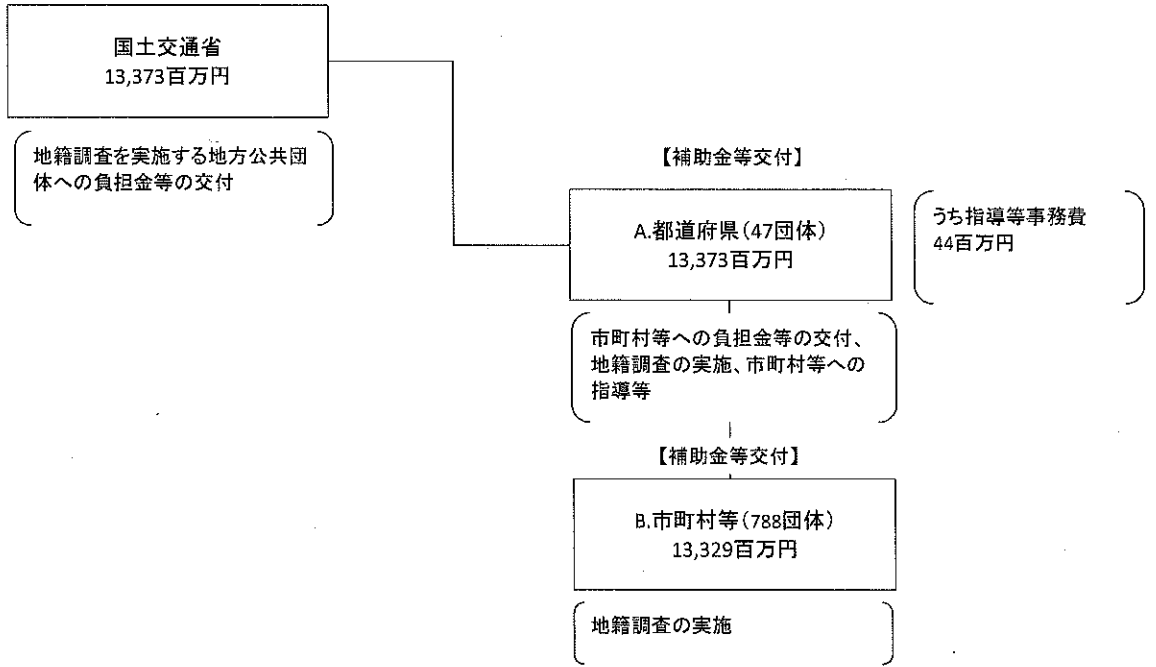 国土交通省
13,373百万円
地籍調査を実施する地方公共団
体への負担金等の交付
【補助金等交付】
A.都道府県（47団体）
13,373百万円
うち指導等事務費
44百万円
市町村等への負担金等の交付、
地籍調査の実施、市町村等への
指導等
【補助金等交付】
B.市町村等（788団体）
13,329百万円
地籍調査の実施